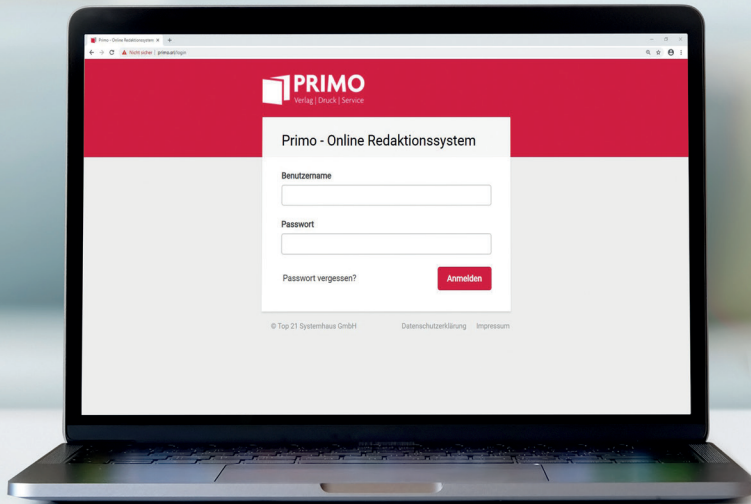 Primo - Online Redaktionssystem
Nicht sicher | primo.art/login
PRIMO
Verlag | Druck | Service
Primo - Online Redaktionssystem
Benutzername
Passwort
Passwort vergessen?
Anmelden
© Top 21 Systemhaus GmbH
Datenschutzerklärung
Impressum